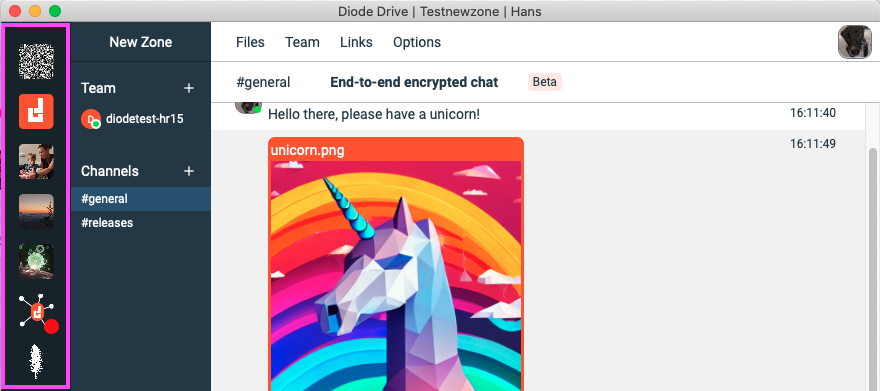 Diode Drive | Testnewzone | Hans
New Zone
Files Team Links Options
Team +
D diodetest-hr15
Channels +
#general
#releases
#general End-to-end encrypted chat Beta
Hello there, please have a unicorn! 16:11:40
16:11:49
unicorn.png